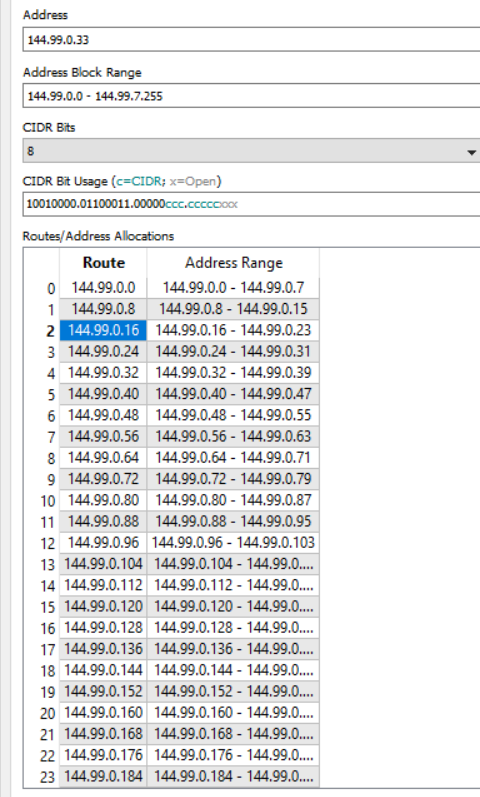 Address
144.99.0.33
Address Block Range
144.99.0.0 - 144.99.7.255
CIDR Bits
8
CIDR Bit Usage (c=CIDR; x=Open)
10010000.01100011.00000ccc.cccccxxx
Routes/Address Allocations
Route Address Range
0 144.99.0.0 144.99.0.0 - 144.99.0.7
1 144.99.0.8 144.99.0.8 - 144.99.0.15
2 144.99.0.16 144.99.0.16 - 144.99.0.23
3 144.99.0.24 144.99.0.24 - 144.99.0.31
4 144.99.0.32 144.99.0.32 - 144.99.0.39
5 144.99.0.40 144.99.0.40 - 144.99.0.47
6 144.99.0.48 144.99.0.48 - 144.99.0.55
7 144.99.0.56 144.99.0.56 - 144.99.0.63
8 144.99.0.64 144.99.0.64 - 144.99.0.71
9 144.99.0.72 144.99.0.72 - 144.99.0.79
10 144.99.0.80 144.99.0.80 - 144.99.0.87
11 144.99.0.88 144.99.0.88 - 144.99.0.95
12 144.99.0.96 144.99.0.96 - 144.99.0.103
13 144.99.0.104 144.99.0.104 - 144.99.0....
14 144.99.0.112 144.99.0.112 - 144.99.0....
15 144.99.0.120 144.99.0.120 - 144.99.0....
16 144.99.0.128 144.99.0.128 - 144.99.0....
17 144.99.0.136 144.99.0.136 - 144.99.0....
18 144.99.0.144 144.99.0.144 - 144.99.0....
19 144.99.0.152 144.99.0.152 - 144.99.0....
20 144.99.0.160 144.99.0.160 - 144.99.0....
21 144.99.0.168 144.99.0.168 - 144.99.0....
22 144.99.0.176 144.99.0.176 - 144.99.0....
23 144.99.0.184 144.99.0.184 - 144.99.0....